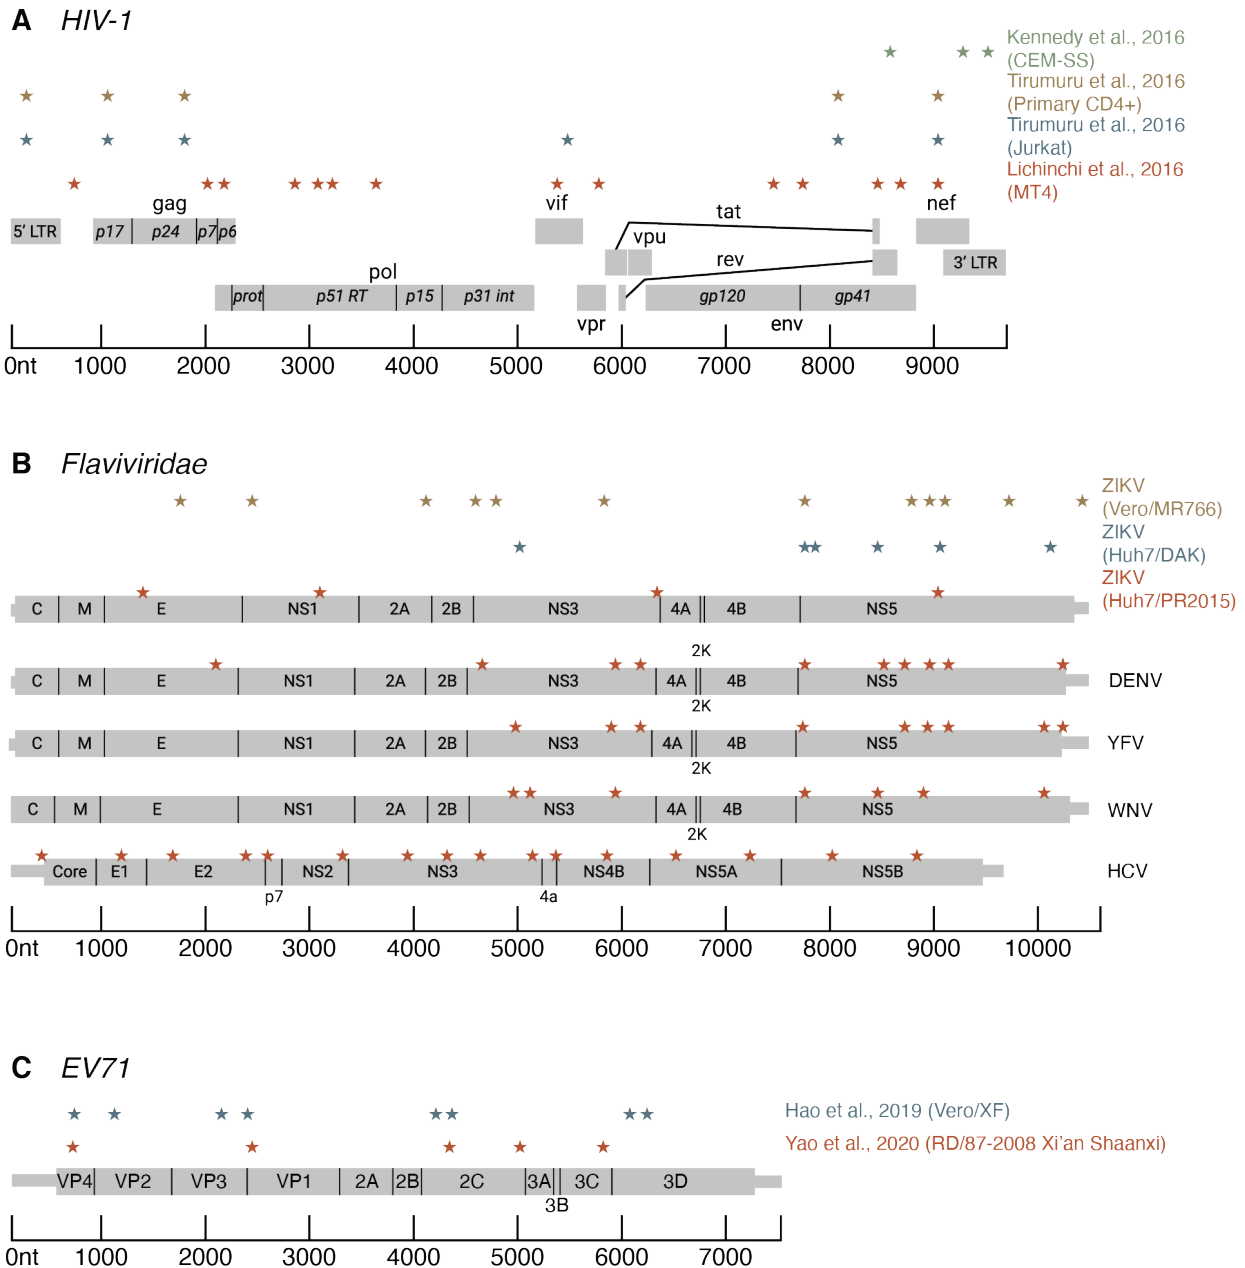 A HIV-1
Kennedy et al., 2016
(CEM-SS)
Tirumuru et al., 2016
(Primary CD4+)
Tirumuru et al., 2016
(Jurkat)
Lichinchi et al., 2016
(MT4)
gag vif tat nef
5' LTR p17 p24 p7 p6
vpu
rev 3' LTR
pol
prot p51 RT p15 p31 int gp120 gp41
vpr env
0nt 1000 2000 3000 4000 5000 6000 7000 8000 9000
B Flaviviridae
ZIKV
(Vero/MR766)
ZIKV
(Huh7/DAK)
ZIKV
(Huh7/PR2015)
C M E NS1 2A 2B NS3 4A 4B NS5
2K
C M E NS1 2A 2B NS3 4A 4B NS5 DENV
2K
C M E NS1 2A 2B NS3 4A 4B NS5 YFV
2K
C M E NS1 2A 2B NS3 4A 4B NS5 WNV
2K
Core E1 E2 NS2 NS3 NS4B NS5A NS5B HCV
p7 4a
0nt 1000 2000 3000 4000 5000 6000 7000 8000 9000 10000
C EV71
Hao et al., 2019 (Vero/XF)
Yao et al., 2020 (RD/87-2008 Xi'an Shaanxi)
VP4 VP2 VP3 VP1 2A 2B 2C 3A 3C 3D
3B
0nt 1000 2000 3000 4000 5000 6000 7000